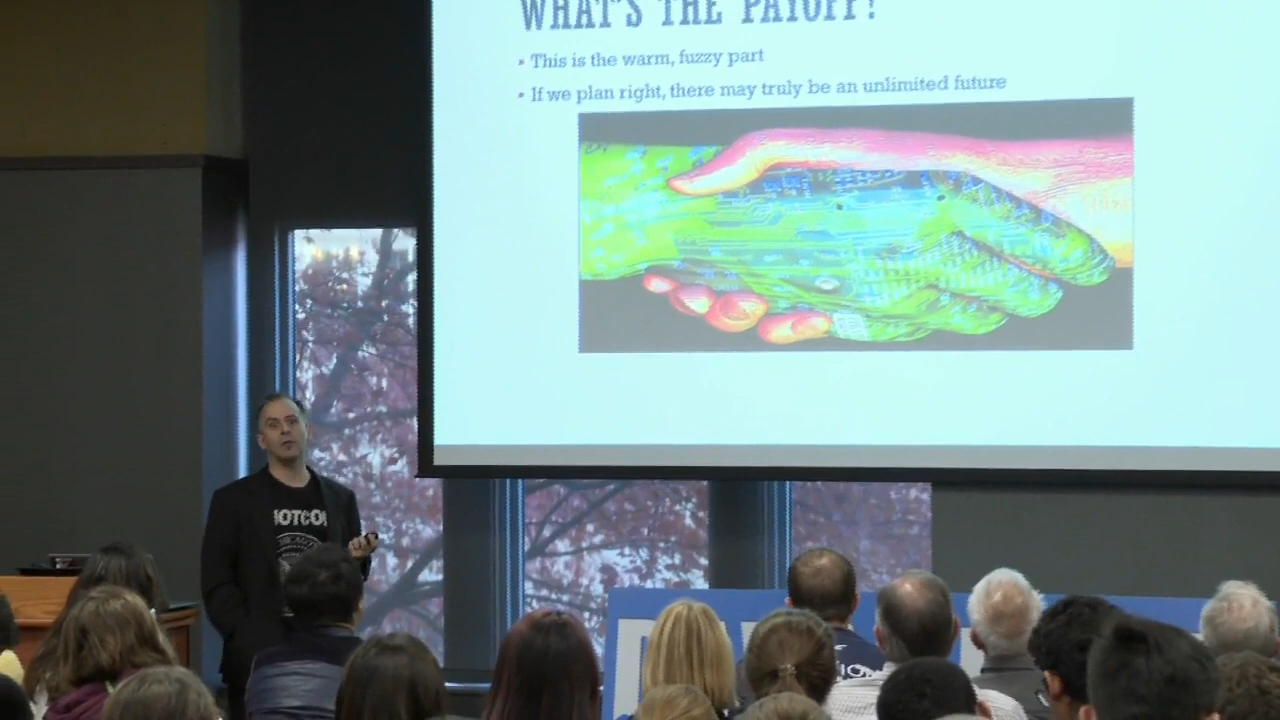 WHAT'S THE PAYOFF?
This is the warm, fuzzy part
If we plan right, there may truly be an unlimited future